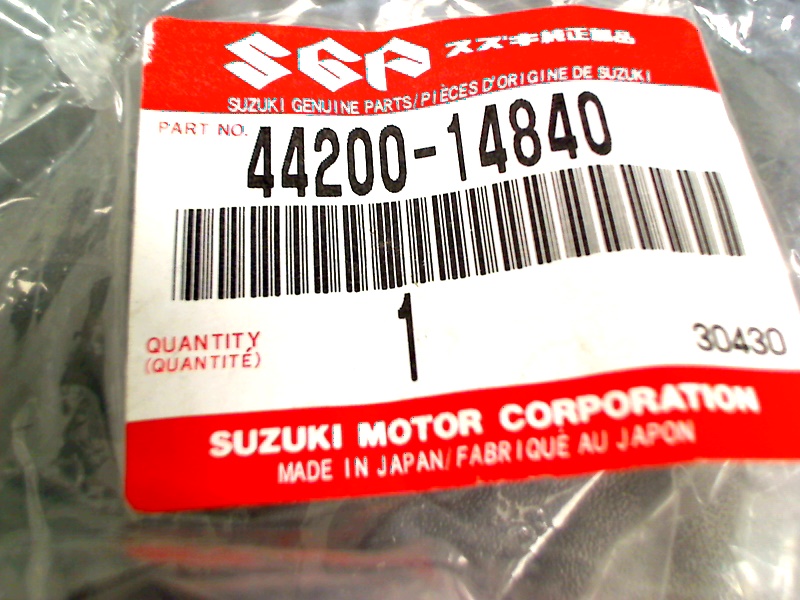 SGP スズキ純正部品
SUZUKI GENUINE PARTS/PIÈCES D'ORIGINE DE SUZUKI
PART NO. 44200-14840
1
QUANTITY
(QUANTITÉ)
30430
SUZUKI MOTOR CORPORATION
MADE IN JAPAN/FABRIQUÉ AU JAPON